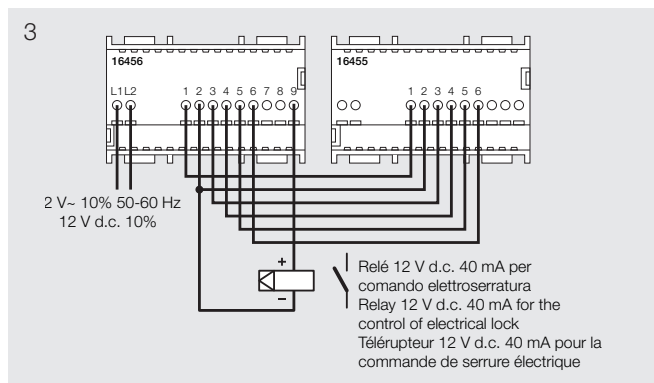 3
16456
16455
L1 L2 1 2 3 4 5 6 7 8 9
1 2 3 4 5 6
2 V~ 10% 50-60 Hz
12 V d.c. 10%
+
–
Relé 12 V d.c. 40 mA per
comando elettroserratura
Relay 12 V d.c. 40 mA for the
control of electrical lock
Télérupteur 12 V d.c. 40 mA pour la
commande de serrure électrique